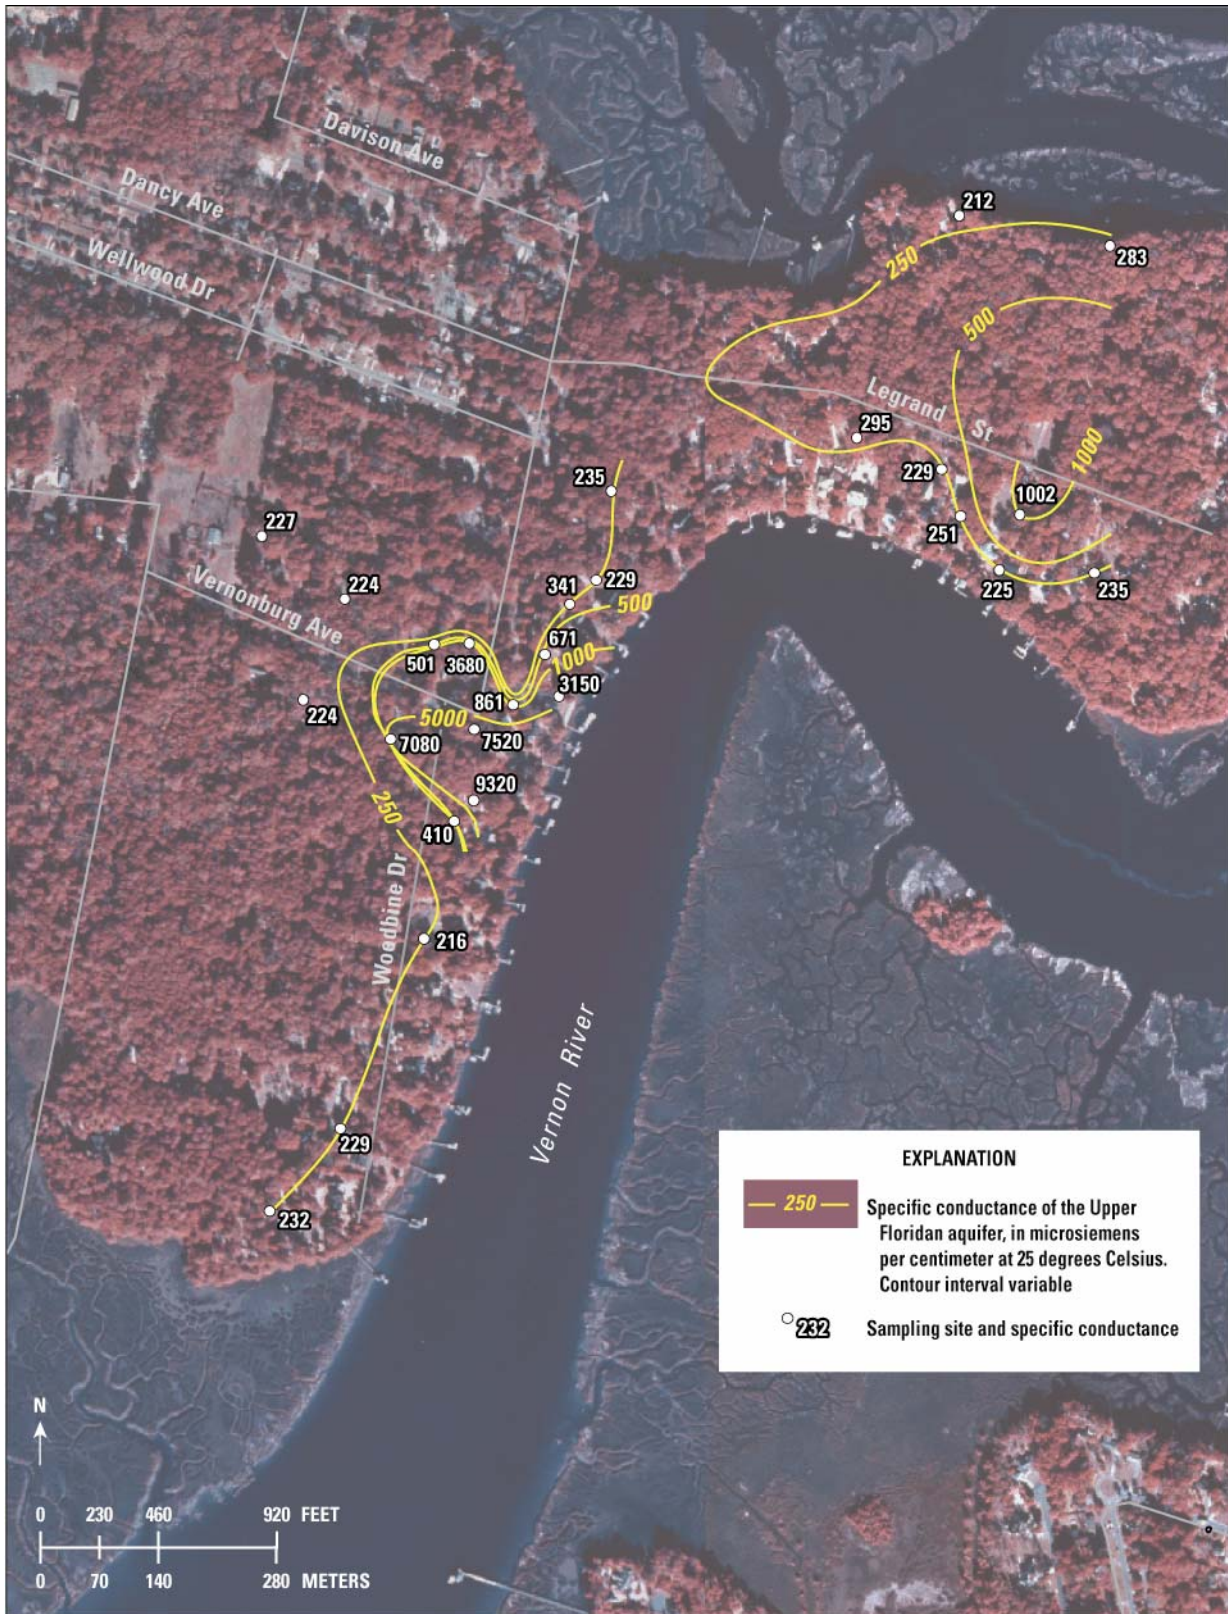 Davison Ave
Dancy Ave
Wellwood Dr
212
250
283
500
Legrand St
295
235
229
1000
1002
227
251
341
229
225
235
224
Vernonburg Ave
500
671
501
3680
1000
3150
861
224
5000
7080
7520
250
9320
410
Woodbine Dr
216
Vernon River
229
232
EXPLANATION
250
Specific conductance of the Upper
Floridan aquifer, in microsiemens
per centimeter at 25 degrees Celsius.
Contour interval variable
232
Sampling site and specific conductance
N
0 230 460 920 FEET
0 70 140 280 METERS